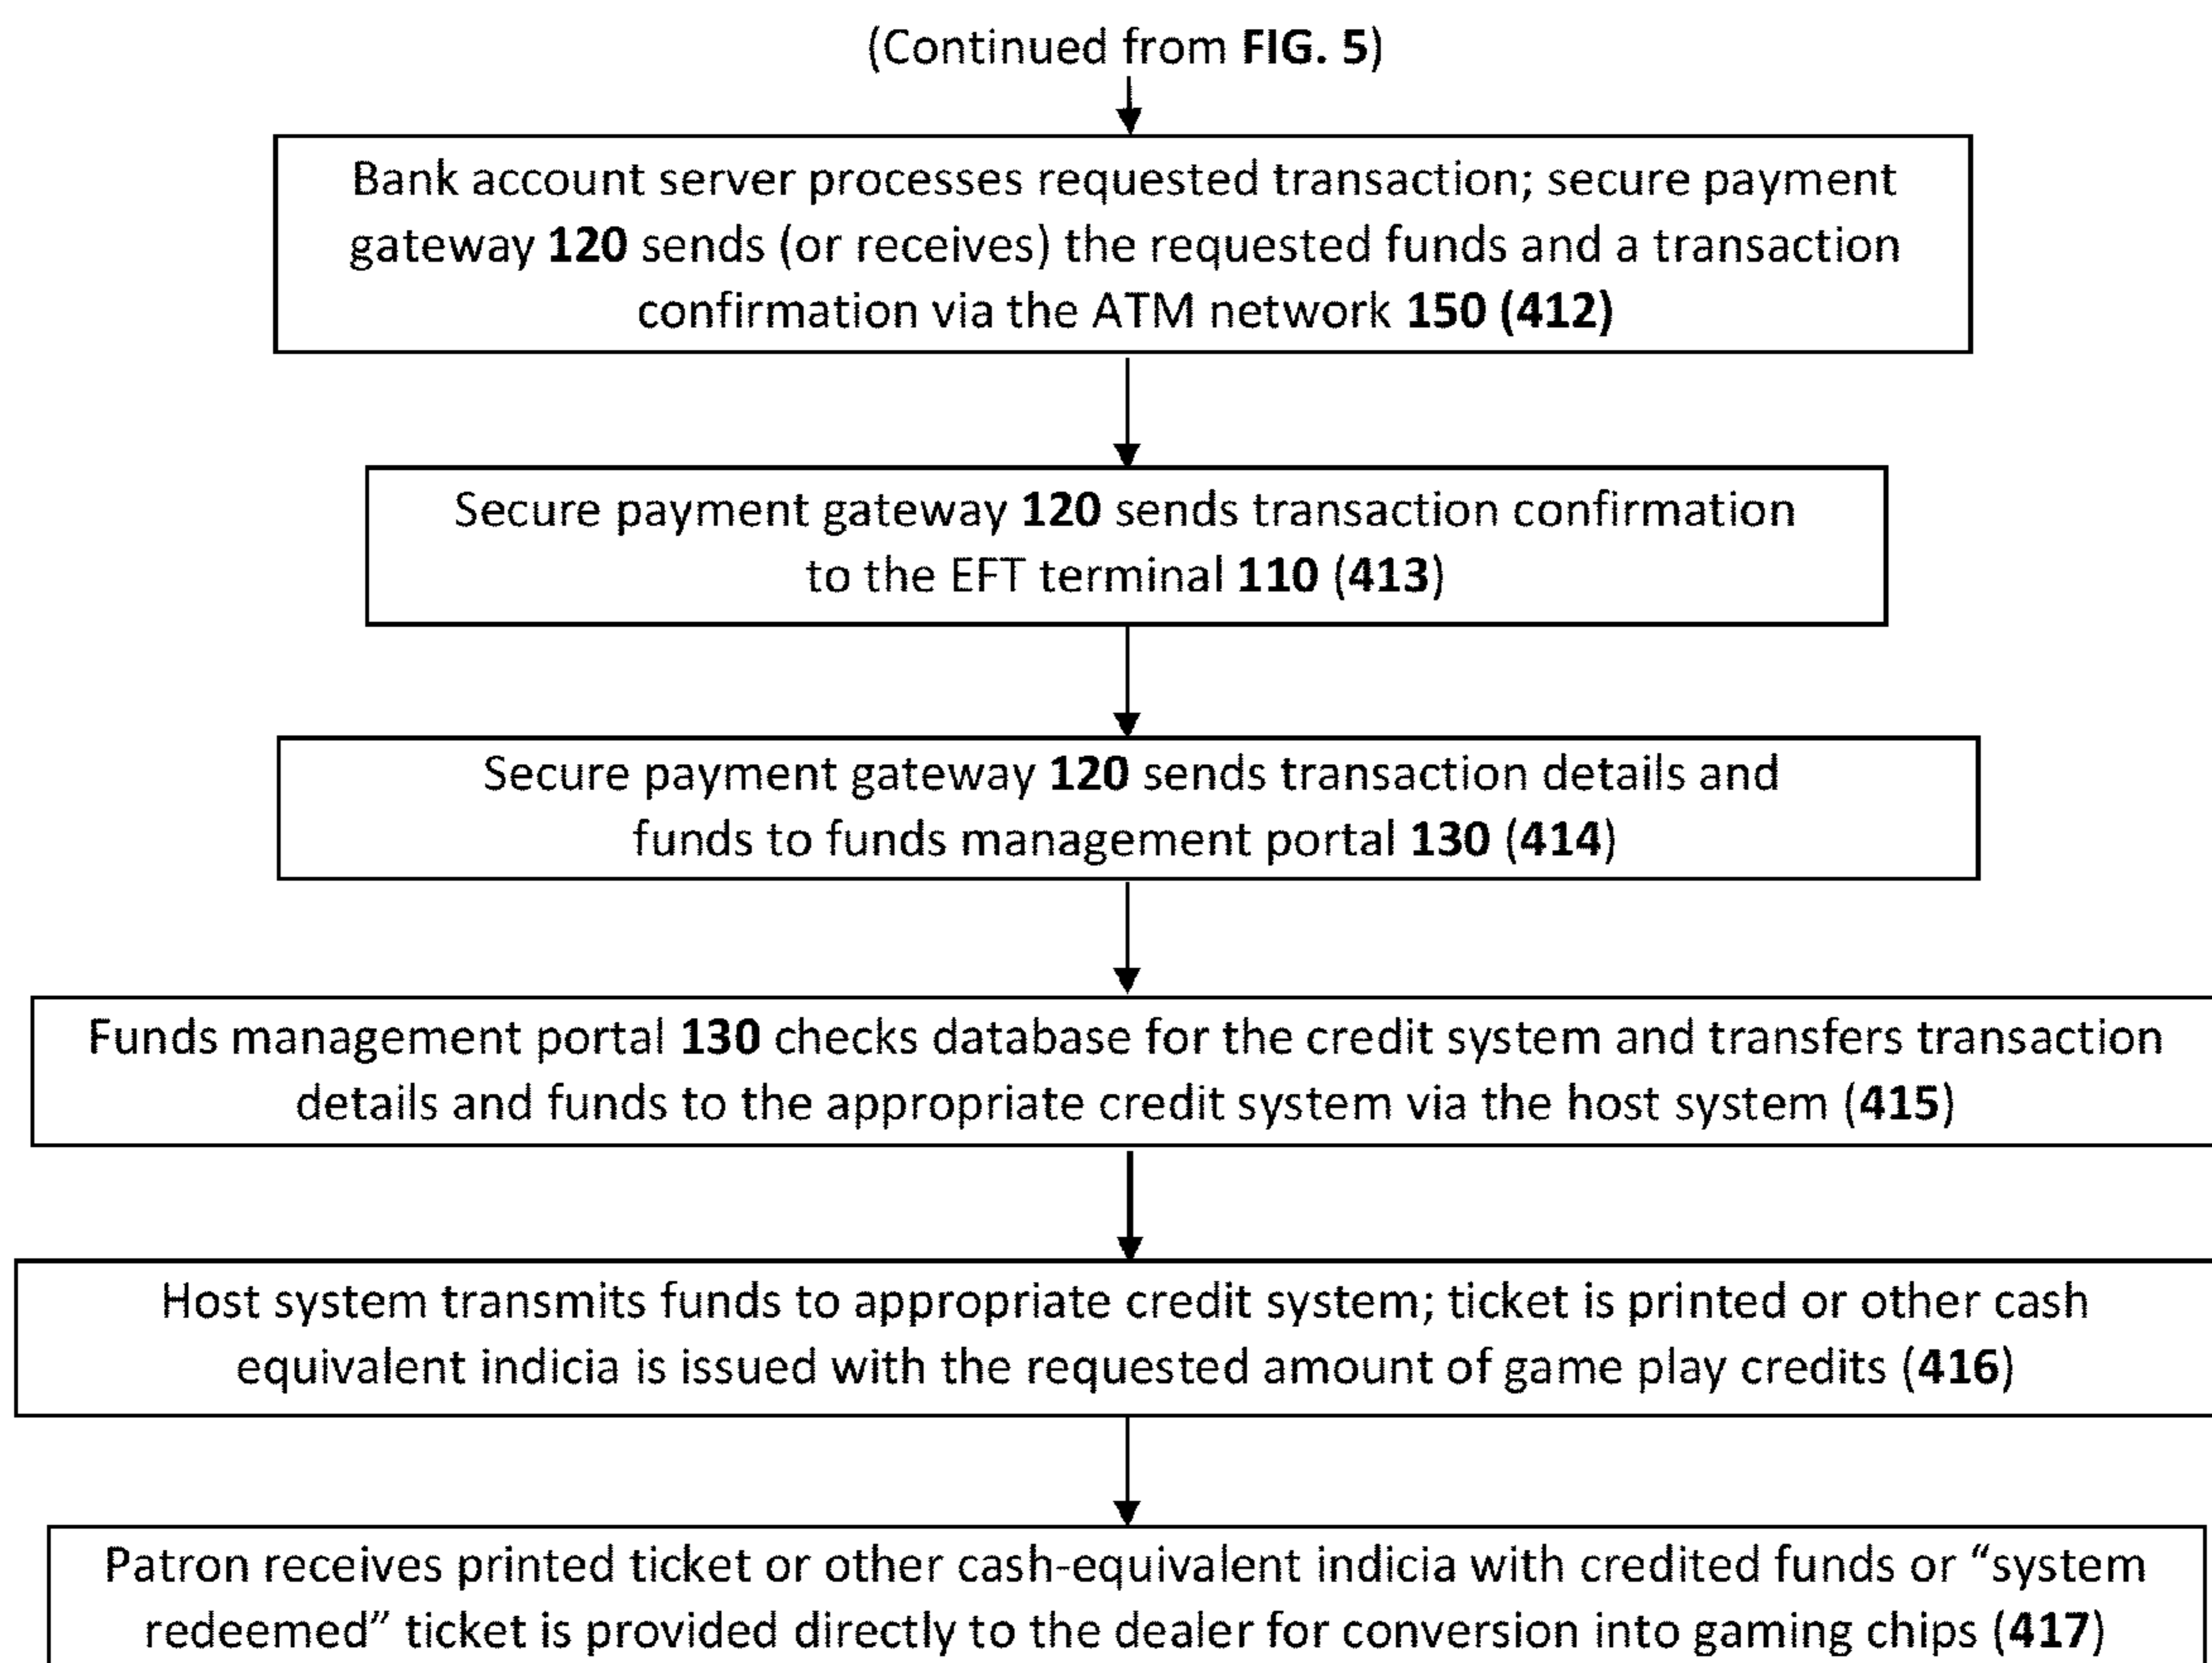 (Continued from FIG. 5)
Bank account server processes requested transaction; secure payment
gateway 120 sends (or receives) the requested funds and a transaction
confirmation via the ATM network 150 (412)
Secure payment gateway 120 sends transaction confirmation
to the EFT terminal 110 (413)
Secure payment gateway 120 sends transaction details and
funds to funds management portal 130 (414)
Funds management portal 130 checks database for the credit system and transfers transaction
details and funds to the appropriate credit system via the host system (415)
Host system transmits funds to appropriate credit system; ticket is printed or other cash
equivalent indicia is issued with the requested amount of game play credits (416)
Patron receives printed ticket or other cash-equivalent indicia with credited funds or “system
redeemed” ticket is provided directly to the dealer for conversion into gaming chips (417)